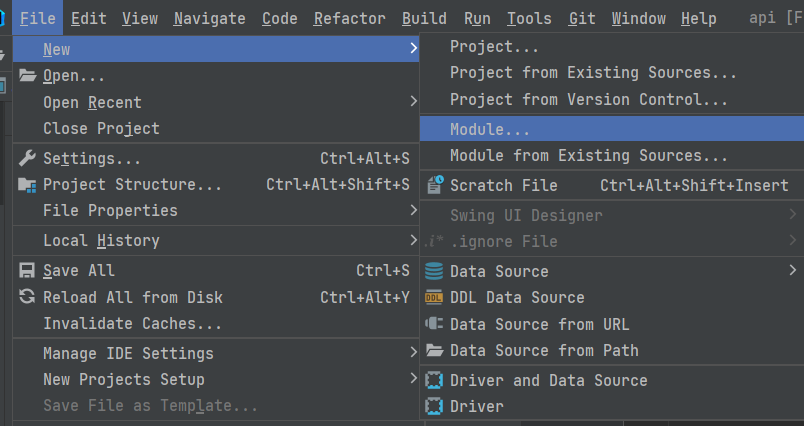 File Edit View Navigate Code Refactor Build Run Tools Git Window Help api [F
New
Open...
Open Recent
Close Project
Settings... Ctrl+Alt+S
Project Structure... Ctrl+Alt+Shift+S
File Properties
Local History
Save All Ctrl+S
Reload All from Disk Ctrl+Alt+Y
Invalidate Caches...
Manage IDE Settings
New Projects Setup
Save File as Template...
Project...
Project from Existing Sources...
Project from Version Control...
Module...
Module from Existing Sources...
Scratch File Ctrl+Alt+Shift+Insert
Swing UI Designer
.i* .ignore File
Data Source
DDL DDL Data Source
Data Source from URL
Data Source from Path
Driver and Data Source
Driver